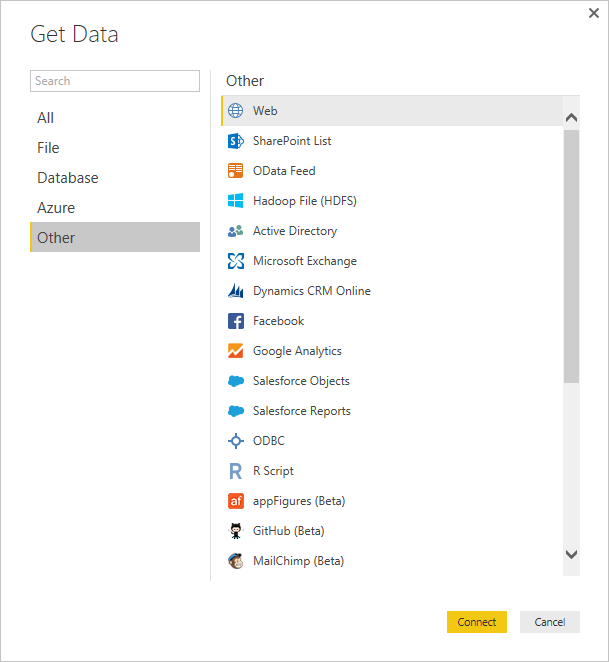 Get Data
Search
All
File
Database
Azure
Other
Other
Web
SharePoint List
OData Feed
Hadoop File (HDFS)
Active Directory
Microsoft Exchange
Dynamics CRM Online
Facebook
Google Analytics
Salesforce Objects
Salesforce Reports
ODBC
R Script
appFigures (Beta)
GitHub (Beta)
MailChimp (Beta)
Connect
Cancel